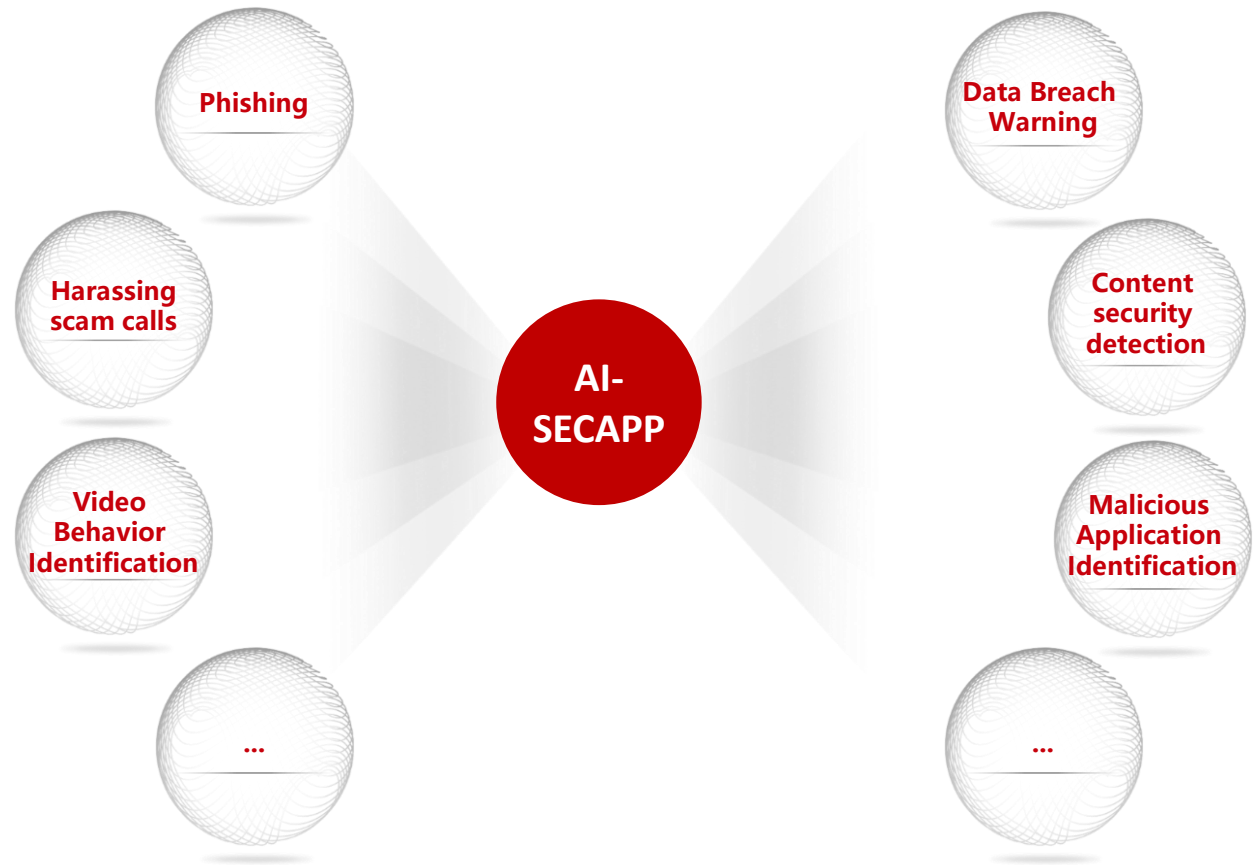 Phishing
Harassing
scam calls
Video
Behavior
Identification
...
AI-
SECAPP
Data Breach
Warning
Content
security
detection
Malicious
Application
Identification
...